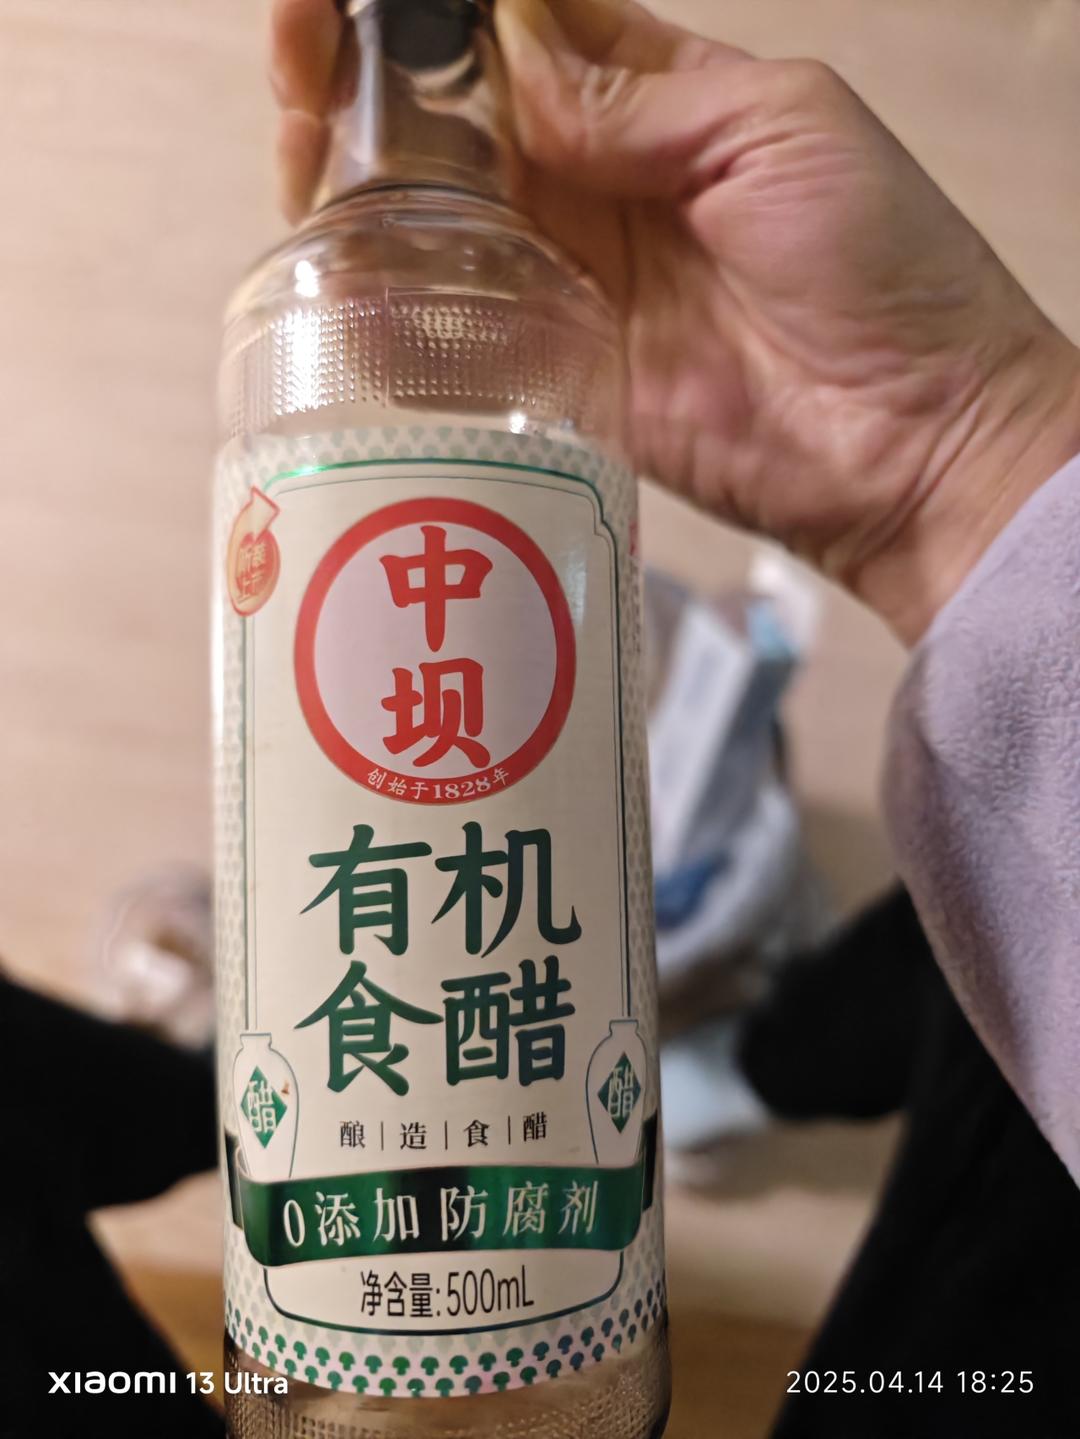 中
坝
创始于1828年
有机
食醋
醋
醋
酿|造|食|醋
0添加防腐剂
净含量:500mL
xiaomi 13 Ultra
2025.04.14 18:25